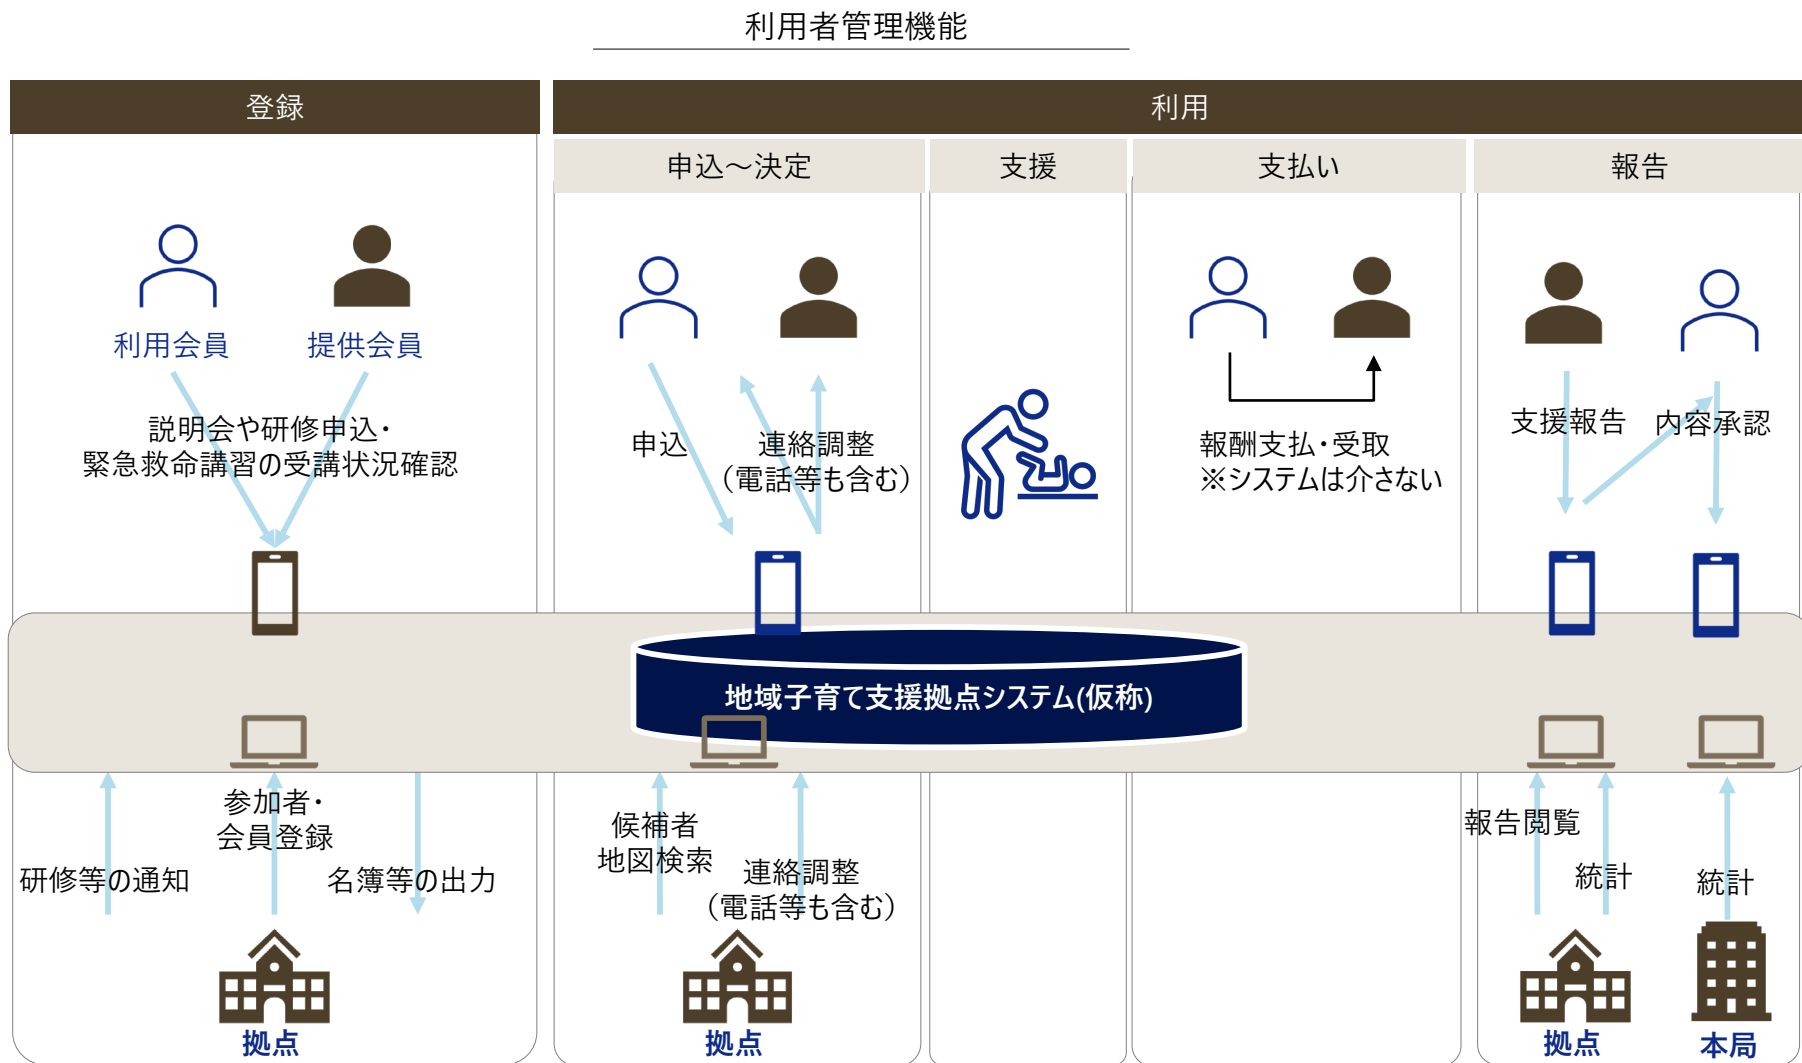 利用者管理機能
登録
利用
申込～決定
支援
支払い
報告
利用会員
提供会員
説明会や研修申込・
緊急救命講習の受講状況確認
申込
連絡調整
（電話等も含む）
報酬支払・受取
※システムは介さない
支援報告
内容承認
地域子育て支援拠点システム(仮称)
研修等の通知
参加者・
会員登録
名簿等の出力
候補者
地図検索
連絡調整
（電話等も含む）
報告閲覧
統計
統計
拠点
拠点
拠点
本局